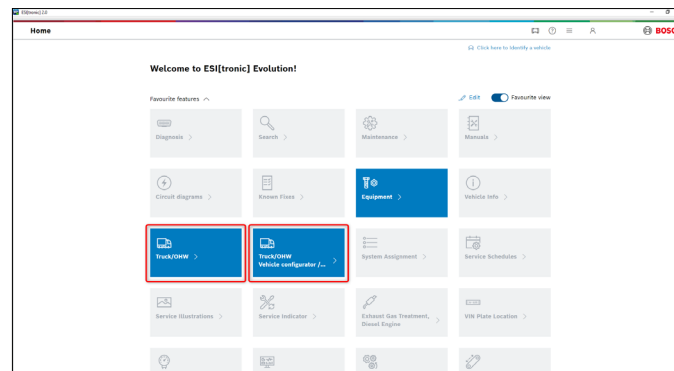 ESI[tronic] 2.0
Home
BOSC
Click here to identify a vehicle
Welcome to ESI[tronic] Evolution!
Favourite features
Edit
Favourite view
Diagnosis >
Search >
Maintenance >
Manuals >
Circuit diagrams >
Known Fixes >
Equipment >
Vehicle Info >
Truck/OHW >
Truck/OHW
Vehicle configurator /... >
System Assignment >
Service Schedules >
Service Illustrations >
Service Indicator >
Exhaust Gas Treatment,
Diesel Engine >
VIN Plate Location >